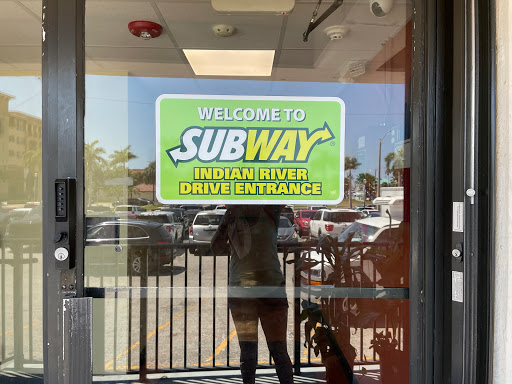 WELCOME TO
SUBWAY
INDIAN RIVER
DRIVE ENTRANCE